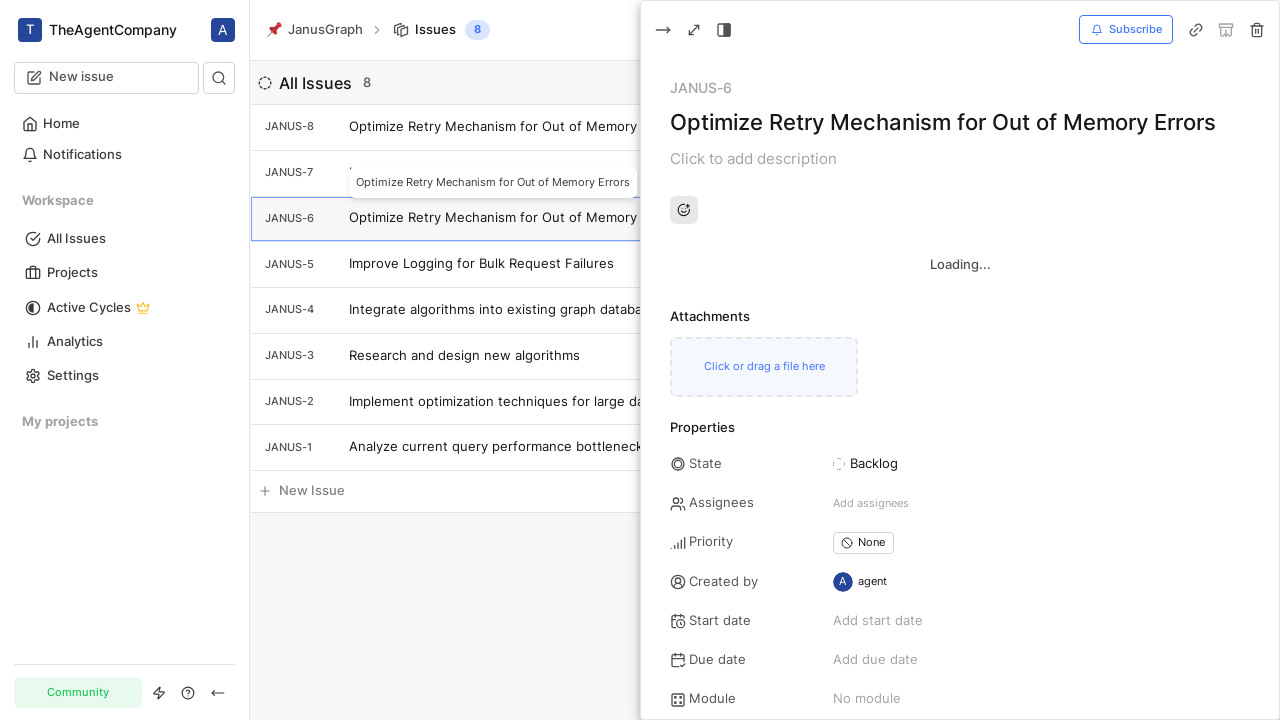 T TheAgentCompany A
New issue
Home
Notifications
Workspace
All Issues
Projects
Active Cycles
Analytics
Settings
My projects
Community
JanusGraph
Issues 8
All Issues 8
JANUS-8 Optimize Retry Mechanism for Out of Memory
JANUS-7
Optimize Retry Mechanism for Out of Memory Errors
JANUS-6 Optimize Retry Mechanism for Out of Memory
JANUS-5 Improve Logging for Bulk Request Failures
JANUS-4 Integrate algorithms into existing graph databa
JANUS-3 Research and design new algorithms
JANUS-2 Implement optimization techniques for large da
JANUS-1 Analyze current query performance bottleneck
New Issue
Subscribe
JANUS-6
Optimize Retry Mechanism for Out of Memory Errors
Click to add description
Loading...
Attachments
Click or drag a file here
Properties
State Backlog
Assignees Add assignees
Priority None
Created by A agent
Start date Add start date
Due date Add due date
Module No module